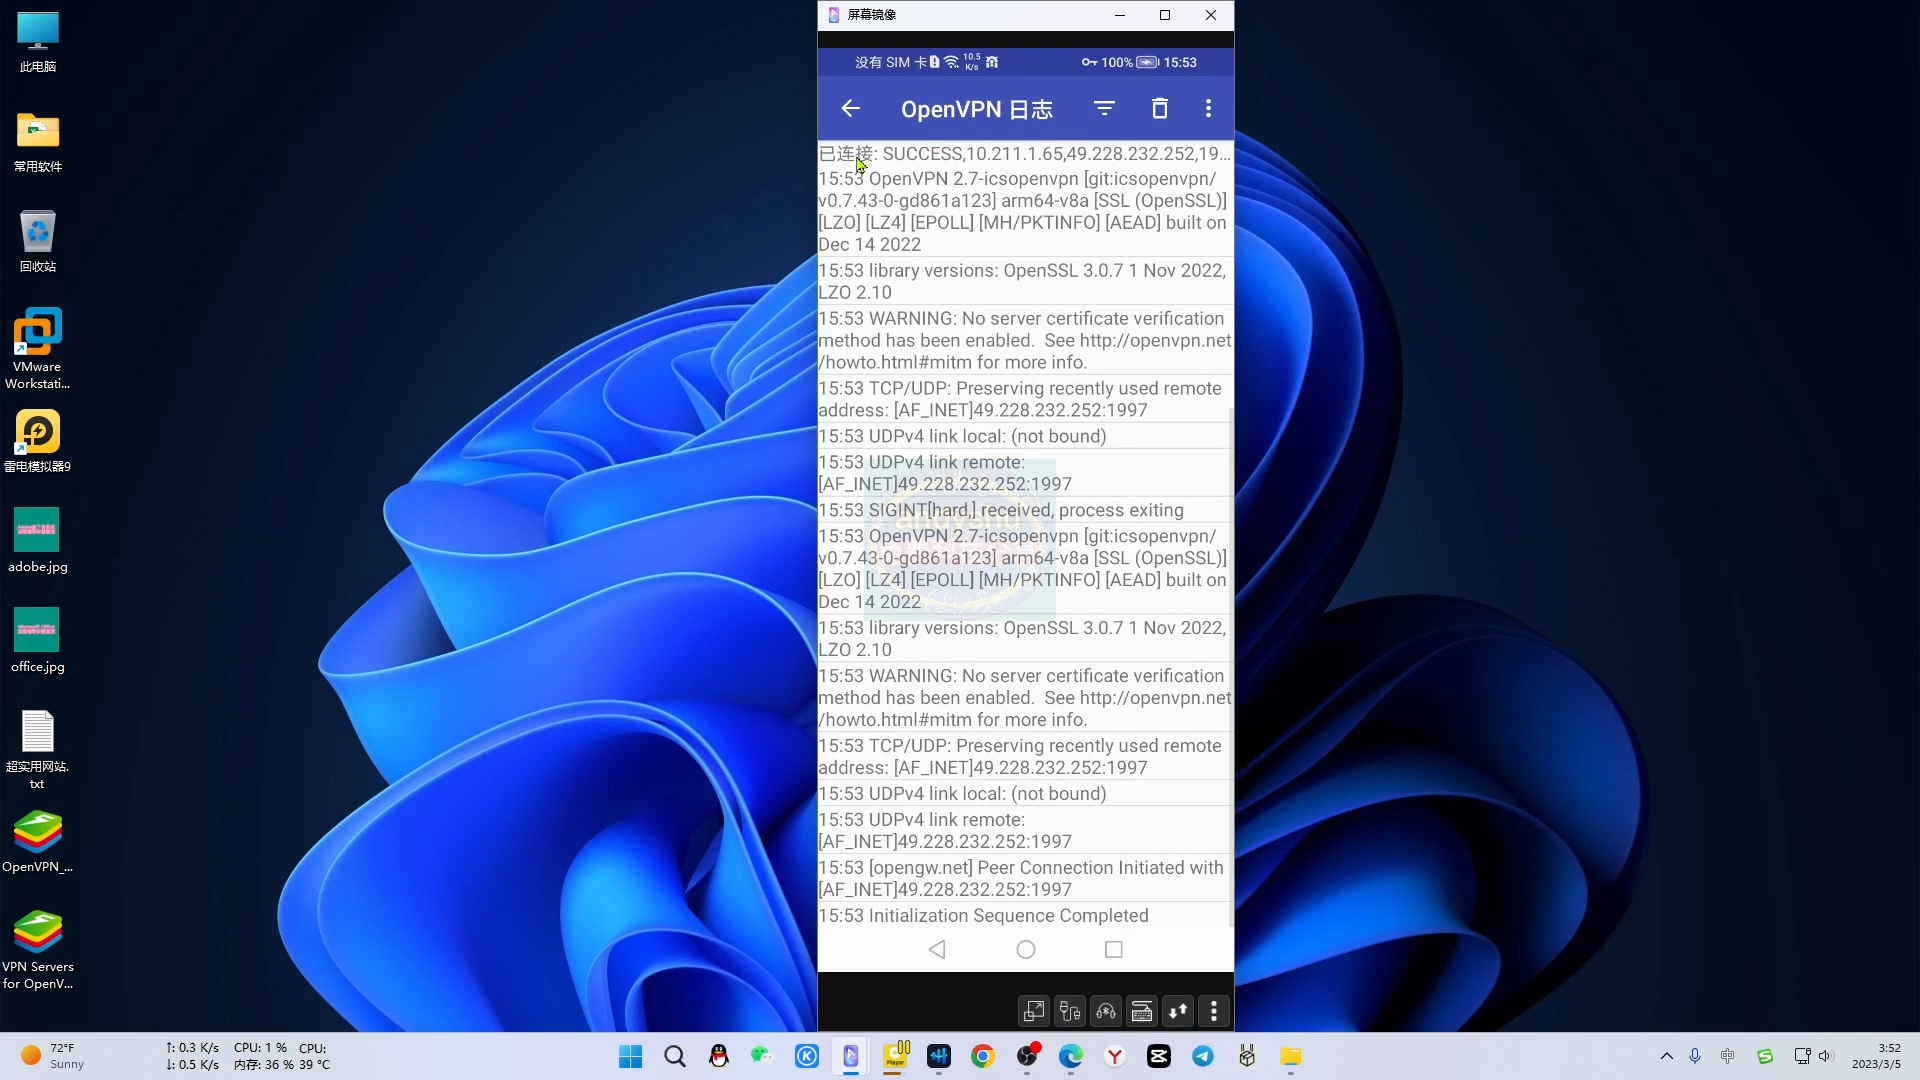 此电脑
常用软件
回收站
VMware
Workstati...
雷电模拟器9
adobe.jpg
office.jpg
超实用网站.
txt
OpenVPN_...
VPN Servers
for OpenV...
屏幕镜像
没有 SIM 卡 10.5 K/s 100% 15:53
OpenVPN 日志
已连接: SUCCESS,10.211.1.65,49.228.232.252,19...
15:53 OpenVPN 2.7-icsopenvpn [git:icsopenvpn/
v0.7.43-0-gd861a123] arm64-v8a [SSL (OpenSSL)]
[LZO] [LZ4] [EPOLL] [MH/PKTINFO] [AEAD] built on
Dec 14 2022
15:53 library versions: OpenSSL 3.0.7 1 Nov 2022,
LZO 2.10
15:53 WARNING: No server certificate verification
method has been enabled.  See http://openvpn.net
/howto.html#mitm for more info.
15:53 TCP/UDP: Preserving recently used remote
address: [AF_INET]49.228.232.252:1997
15:53 UDPv4 link local: (not bound)
15:53 UDPv4 link remote:
[AF_INET]49.228.232.252:1997
15:53 SIGINT[hard,] received, process exiting
15:53 OpenVPN 2.7-icsopenvpn [git:icsopenvpn/
v0.7.43-0-gd861a123] arm64-v8a [SSL (OpenSSL)]
[LZO] [LZ4] [EPOLL] [MH/PKTINFO] [AEAD] built on
Dec 14 2022
15:53 library versions: OpenSSL 3.0.7 1 Nov 2022,
LZO 2.10
15:53 WARNING: No server certificate verification
method has been enabled.  See http://openvpn.net
/howto.html#mitm for more info.
15:53 TCP/UDP: Preserving recently used remote
address: [AF_INET]49.228.232.252:1997
15:53 UDPv4 link local: (not bound)
15:53 UDPv4 link remote:
[AF_INET]49.228.232.252:1997
15:53 [opengw.net] Peer Connection Initiated with
[AF_INET]49.228.232.252:1997
15:53 Initialization Sequence Completed
72°F
Sunny
↑: 0.3 K/s CPU: 1 % CPU:
↓: 0.5 K/s 内存: 36 % 39 °C
中
3:52
2023/3/5